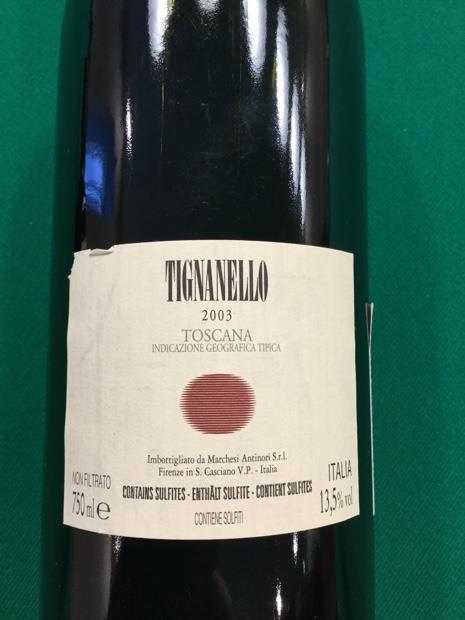 TIGNANELLO
2003
TOSCANA
INDICAZIONE GEOGRAFICA TIPICA
Imbottigliato da Marchesi Antinori S.r.l.
Firenze in S. Casciano V.P. - Italia
NON FILTRATO
750 ml e
CONTAINS SULFITES - ENTHÄLT SULFITE - CONTIENT SULFITES
CONTIENE SOLFITI
ITALIA
13,5% vol